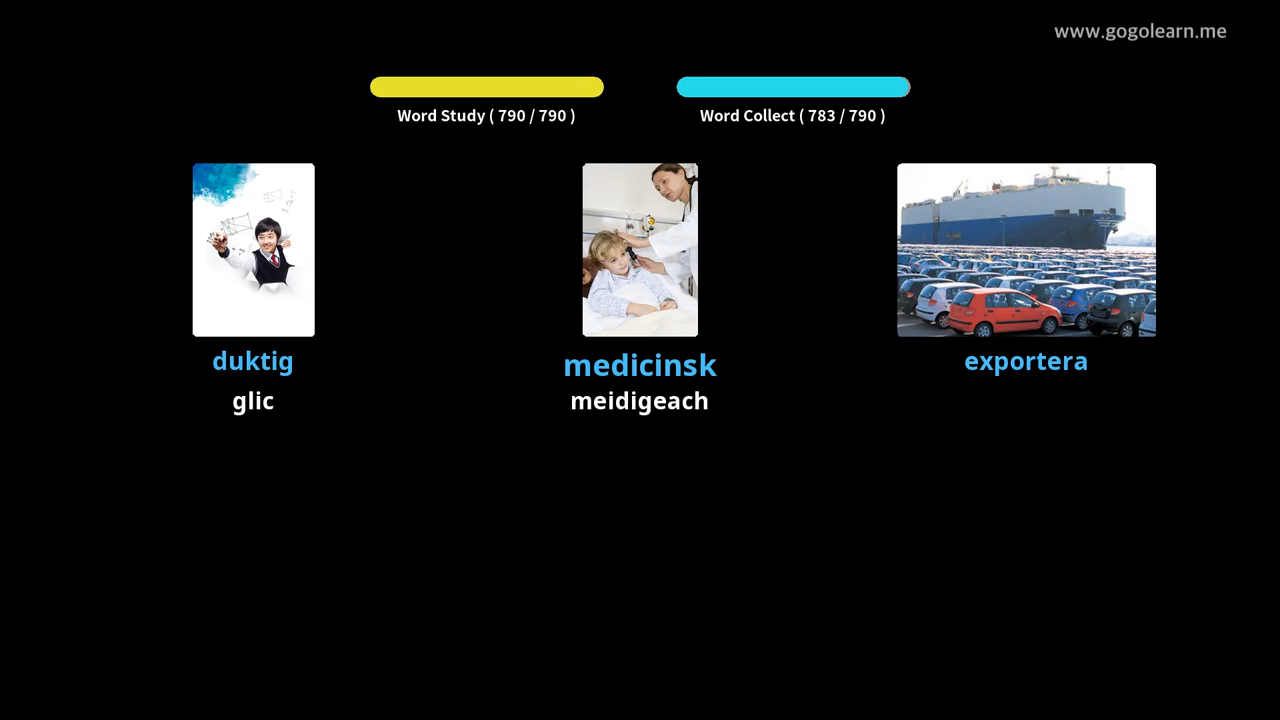 www.gogolearn.me
Word Study ( 790 / 790 )
Word Collect ( 783 / 790 )
duktig
medicinsk
exportera
glic
meidigeach